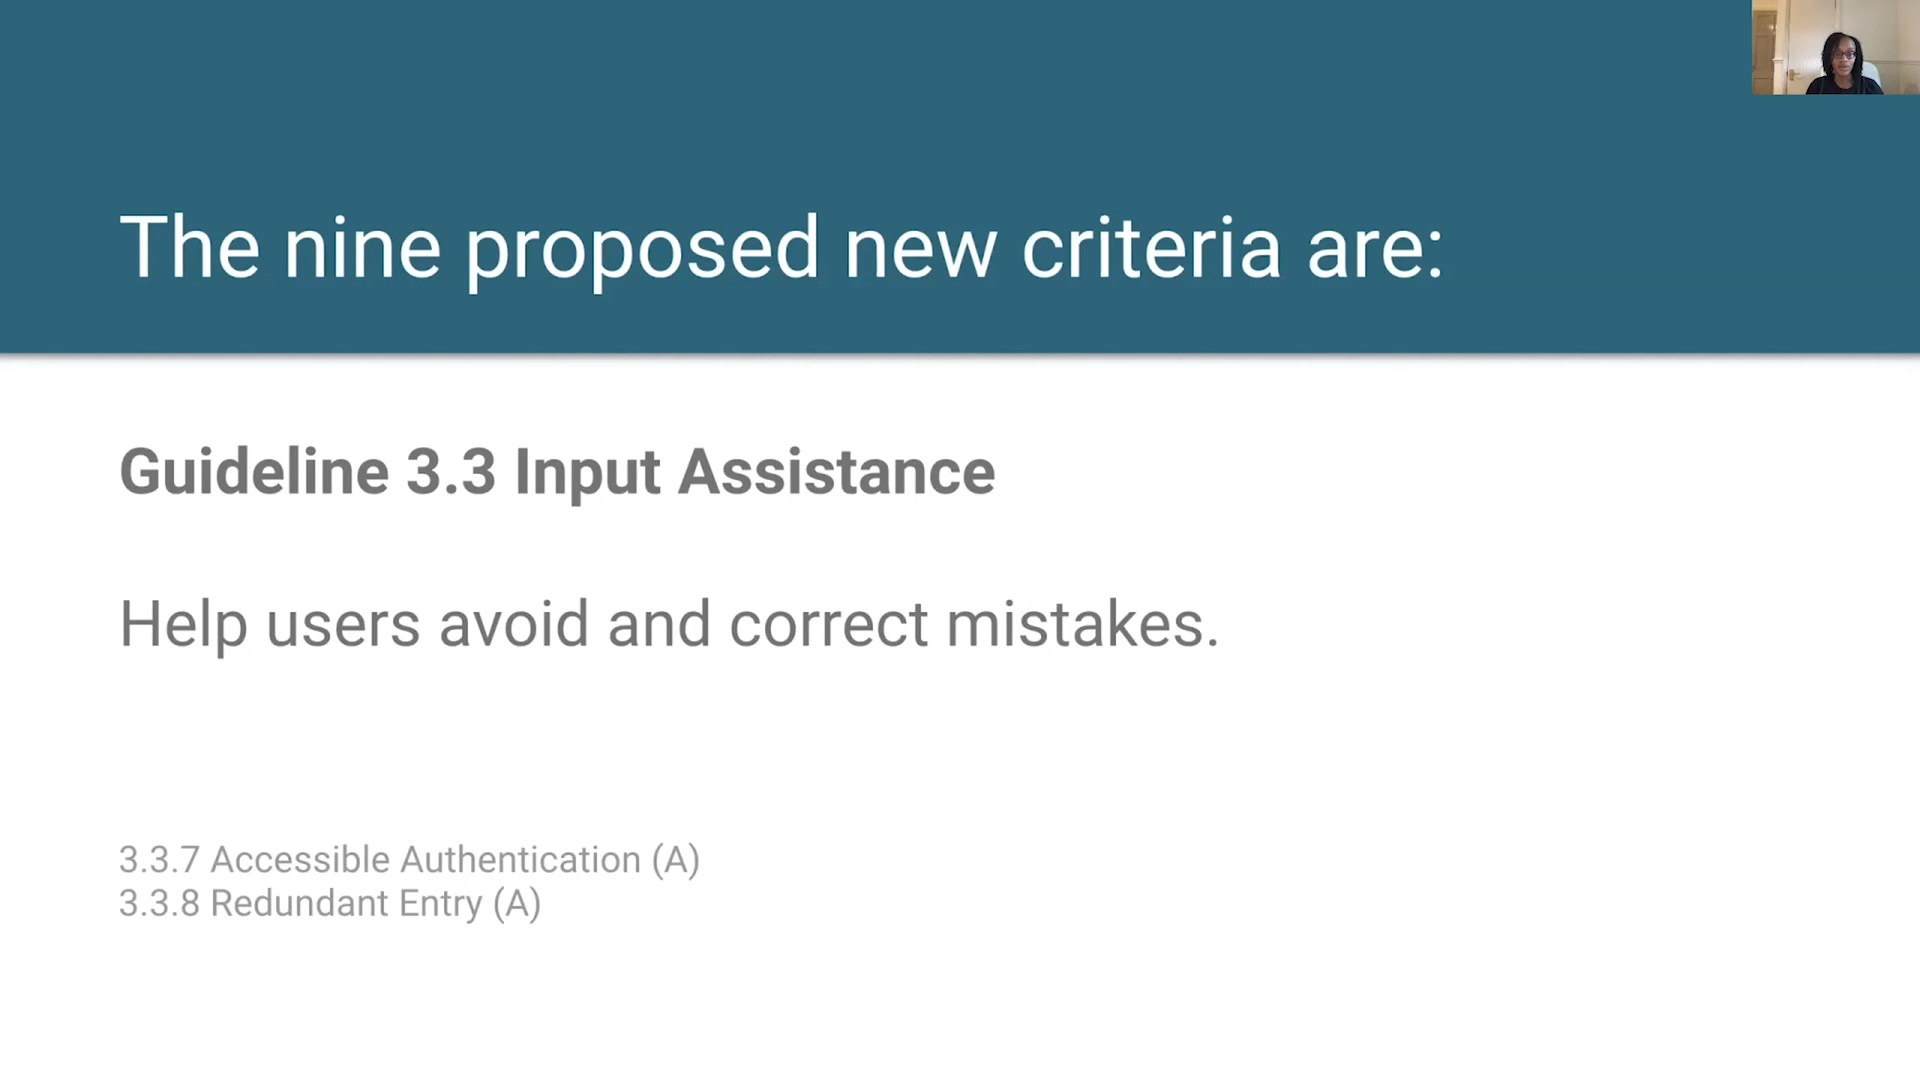 The nine proposed new criteria are:
Guideline 3.3 Input Assistance
Help users avoid and correct mistakes.
3.3.7 Accessible Authentication (A)
3.3.8 Redundant Entry (A)